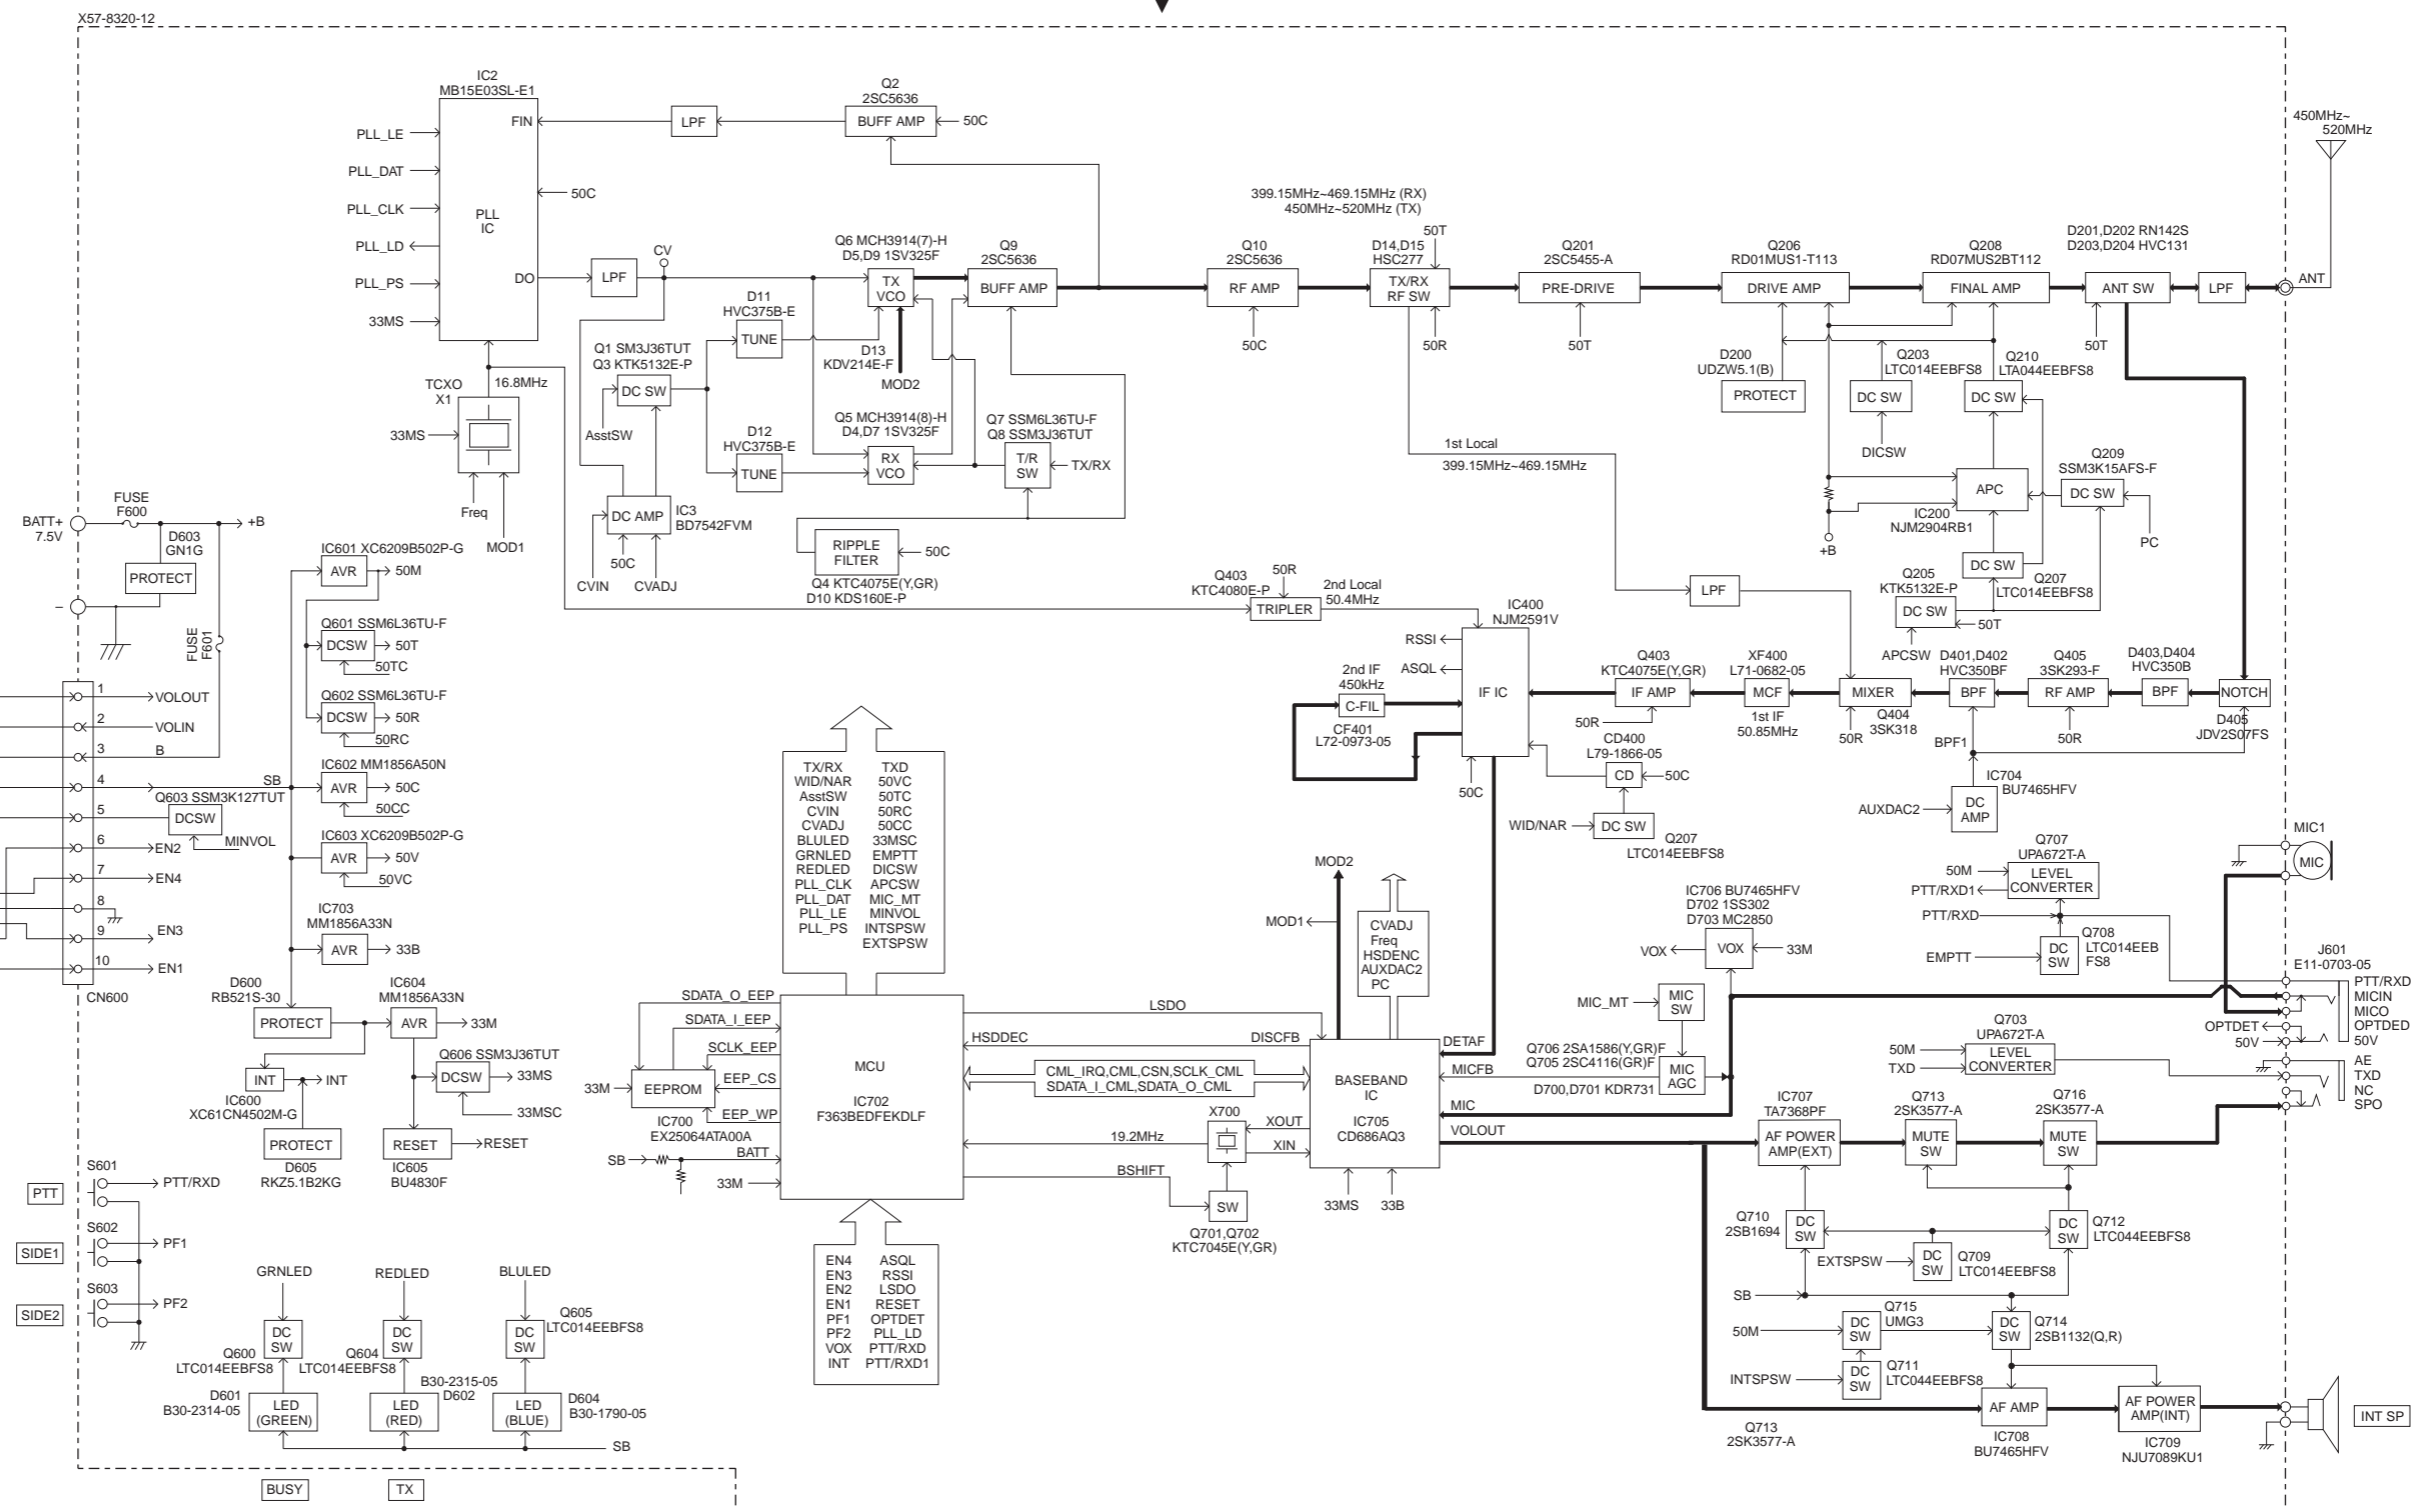 X57-8320-12
IC2
MB15E03SL-E1
FIN
PLL_LE
PLL_DAT
PLL_CLK
PLL_LD
PLL_PS
33MS
PLL
IC
DO
50C
LPF
Q2
2SC5636
BUFF AMP
50C
LPF
CV
Q6 MCH3914(7)-H
D5,D9 1SV325F
TX
VCO
Q9
2SC5636
BUFF AMP
399.15MHz~469.15MHz (RX)
450MHz~520MHz (TX)
Q10
2SC5636
RF AMP
50C
D14,D15
HSC277
50T
TX/RX
RF SW
50R
Q201
2SC5455-A
PRE-DRIVE
50T
Q206
RD01MUS1-T113
DRIVE AMP
Q208
RD07MUS2BT112
FINAL AMP
D201,D202 RN142S
D203,D204 HVC131
ANT SW
50T
LPF
ANT
450MHz~
520MHz
TCXO
X1
16.8MHz
33MS
Freq
MOD1
Q1 SM3J36TUT
Q3 KTK5132E-P
DC SW
AsstSW
D11
HVC375B-E
TUNE
D12
HVC375B-E
TUNE
D13
KDV214E-F
MOD2
Q5 MCH3914(8)-H
D4,D7 1SV325F
RX
VCO
Q7 SSM6L36TU-F
Q8 SSM3J36TUT
T/R
SW
TX/RX
DC AMP
IC3
BD7542FVM
CVIN
50C
CVADJ
RIPPLE
FILTER
50C
Q4 KTC4075E(Y,GR)
D10 KDS160E-P
D200
UDZW5.1(B)
PROTECT
Q203
LTC014EEBFS8
DC SW
DICSW
Q210
LTA044EEBFS8
DC SW
APC
IC200
NJM2904RB1
+B
Q209
SSM3K15AFS-F
DC SW
PC
DC SW
Q207
LTC014EEBFS8
Q205
KTK5132E-P
DC SW
50T
APCSW
1st Local
399.15MHz~469.15MHz
LPF
Q403
KTC4080E-P
50R
TRIPLER
2nd Local
50.4MHz
IC400
NJM2591V
RSSI
ASQL
IF IC
50C
2nd IF
450kHz
C-FIL
CF401
L72-0973-05
Q403
KTC4075E(Y,GR)
IF AMP
50R
XF400
L71-0682-05
MCF
1st IF
50.85MHz
MIXER
50R
Q404
3SK318
D401,D402
HVC350BF
BPF
BPF1
Q405
3SK293-F
RF AMP
50R
D403,D404
HVC350B
BPF
NOTCH
D405
JDV2S07FS
CD400
L79-1866-05
CD
50C
WID/NAR
DC SW
Q207
LTC014EEBFS8
AUXDAC2
DC
AMP
IC704
BU7465HFV
BATT+
7.5V
–
FUSE
F600
+B
D603
GN1G
PROTECT
FUSE
F601
1
VOLOUT
2
VOLIN
3
B
4
SB
5
6
EN2
7
EN4
8
9
EN3
10
EN1
CN600
Q603 SSM3K127TUT
DCSW
MINVOL
IC601 XC6209B502P-G
AVR
50M
Q601 SSM6L36TU-F
DCSW
50T
50TC
Q602 SSM6L36TU-F
DCSW
50R
50RC
IC602 MM1856A50N
AVR
50C
50CC
IC603 XC6209B502P-G
AVR
50V
50VC
IC703
MM1856A33N
AVR
33B
D600
RB521S-30
PROTECT
IC604
MM1856A33N
AVR
33M
INT
INT
IC600
XC61CN4502M-G
PROTECT
D605
RKZ5.1B2KG
Q606 SSM3J36TUT
DCSW
33MS
33MSC
RESET
RESET
IC605
BU4830F
PTT
S601
PTT/RXD
SIDE1
S602
PF1
SIDE2
S603
PF2
GRNLED
DC
SW
Q600
LTC014EEBFS8
D601
B30-2314-05
LED
(GREEN)
REDLED
DC
SW
Q604
LTC014EEBFS8
B30-2315-05
D602
LED
(RED)
BLULED
Q605
LTC014EEBFS8
DC
SW
LED
(BLUE)
D604
B30-1790-05
SB
BUSY
TX
TX/RX TXD
WID/NAR 50VC
AsstSW 50TC
CVIN 50RC
CVADJ 50CC
BLULED 33MSC
GRNLED EMPTT
REDLED DICSW
PLL_CLK APCSW
PLL_DAT MIC_MT
PLL_LE MINVOL
PLL_PS INTSPSW
EXTSPSW
SDATA_O_EEP
SDATA_I_EEP
SCLK_EEP
EEP_CS
EEP_WP
33M
EEPROM
IC700
EX25064ATA00A
SB
BATT
33M
MCU
IC702
F363BEDFEKDLF
LSDO
HSDDEC
DISCFB
CML_IRQ,CML,CSN,SCLK_CML
SDATA_I_CML,SDATA_O_CML
19.2MHz
BSHIFT
X700
XOUT
XIN
SW
Q701,Q702
KTC7045E(Y,GR)
EN4 ASQL
EN3 RSSI
EN2 LSDO
EN1 RESET
PF1 OPTDET
PF2 PLL_LD
VOX PTT/RXD
INT PTT/RXD1
MOD2
MOD1
CVADJ
Freq
HSDENC
AUXDAC2
PC
BASEBAND
IC
IC705
CD686AQ3
33MS
33B
DETAF
MICFB
MIC
VOLOUT
IC706 BU7465HFV
D702 1SS302
D703 MC2850
VOX
VOX
33M
MIC_MT
MIC
SW
Q706 2SA1586(Y,GR)F
Q705 2SC4116(GR)F
D700,D701 KDR731
MIC
AGC
Q707
UPA672T-A
50M
LEVEL
CONVERTER
PTT/RXD1
PTT/RXD
EMPTT
DC
SW
Q708
LTC014EEB
FS8
MIC1
MIC
J601
E11-0703-05
PTT/RXD
MICIN
MICO
OPTDET
OPTDED
50V
50V
AE
TXD
NC
SPO
Q703
UPA672T-A
50M
TXD
LEVEL
CONVERTER
IC707
TA7368PF
AF POWER
AMP(EXT)
Q713
2SK3577-A
MUTE
SW
Q716
2SK3577-A
MUTE
SW
Q710
2SB1694
DC
SW
DC
SW
Q712
LTC044EEBFS8
EXTSPSW
DC
SW
Q709
LTC014EEBFS8
SB
50M
DC
SW
Q715
UMG3
DC
SW
Q714
2SB1132(Q,R)
INTSPSW
DC
SW
Q711
LTC044EEBFS8
Q713
2SK3577-A
AF AMP
IC708
BU7465HFV
AF POWER
AMP(INT)
IC709
NJU7089KU1
INT SP